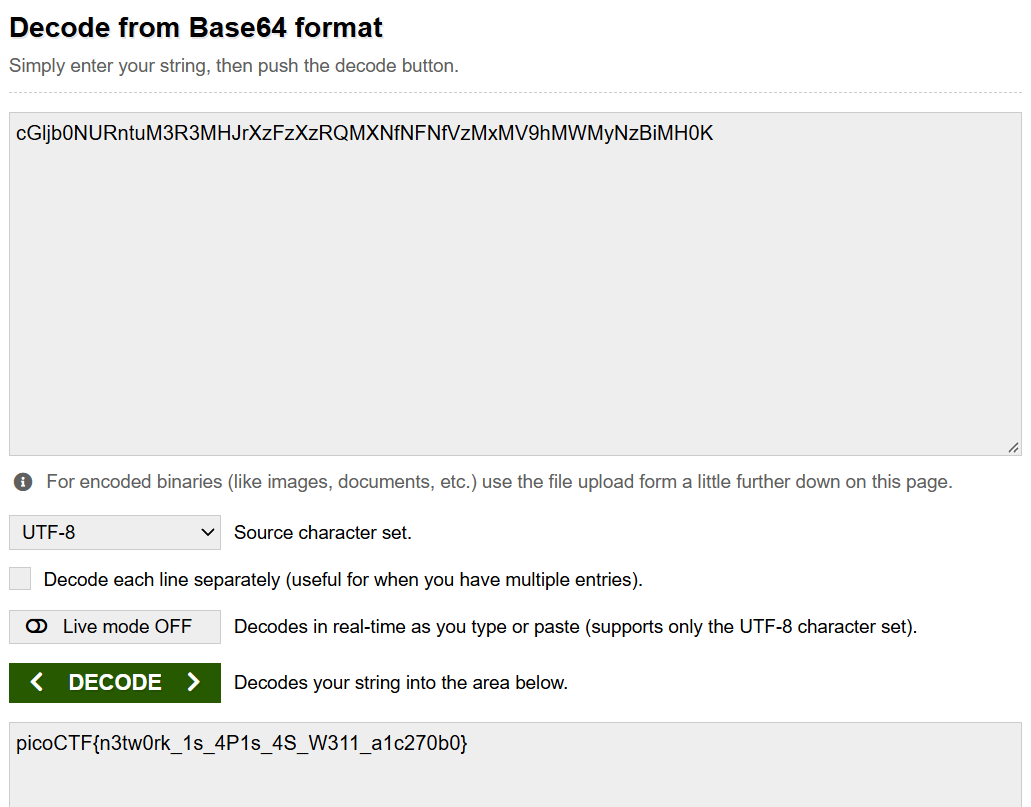 Decode from Base64 format
Simply enter your string, then push the decode button.
cGljb0NURntuM3R3MHJrXzFzXzRQMXNfNFNfVzMxMV9hMWMyNzBiMH0K
For encoded binaries (like images, documents, etc.) use the file upload form a little further down on this page.
UTF-8 Source character set.
Decode each line separately (useful for when you have multiple entries).
Live mode OFF Decodes in real-time as you type or paste (supports only the UTF-8 character set).
< DECODE > Decodes your string into the area below.
picoCTF{n3tw0rk_1s_4P1s_4S_W311_a1c270b0}